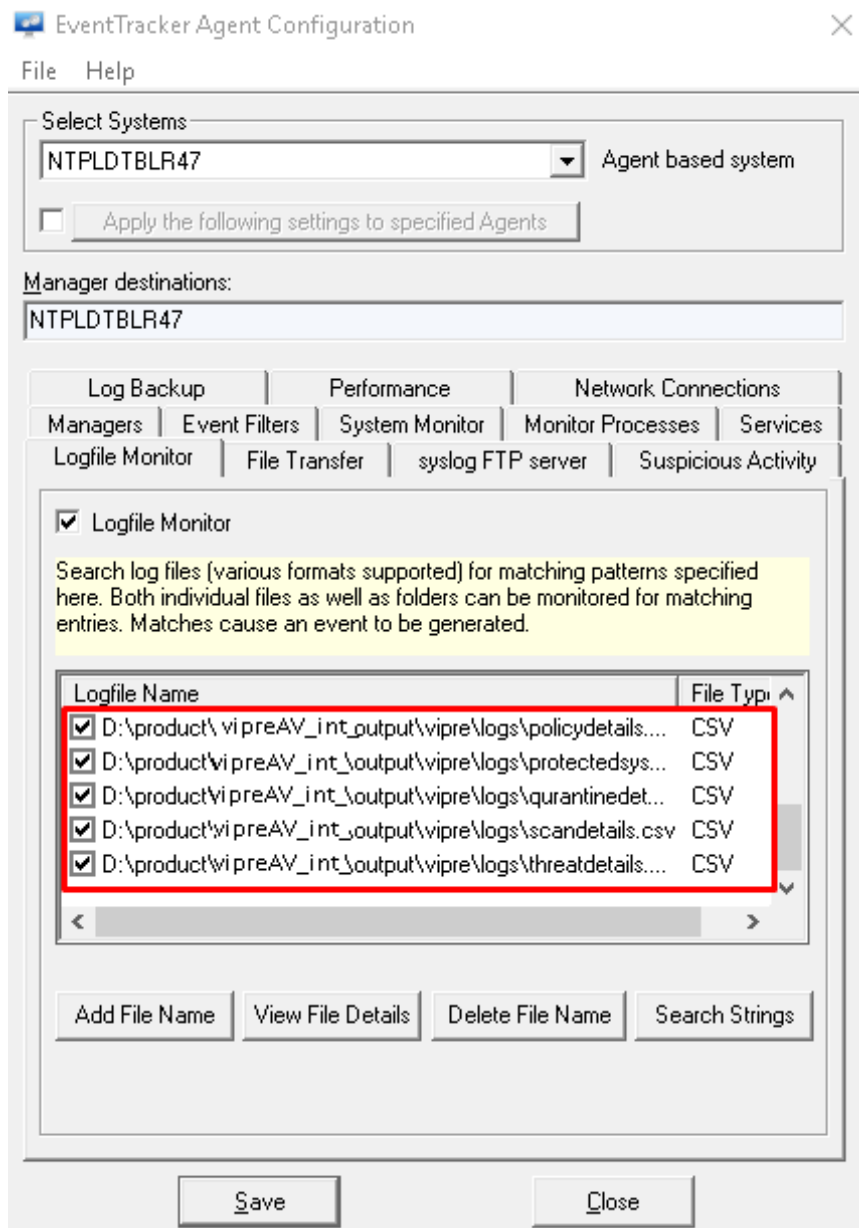 EventTracker Agent Configuration
File Help
Select Systems
NTPLDTBLR47 Agent based system
Apply the following settings to specified Agents
Manager destinations:
NTPLDTBLR47
Log Backup Performance Network Connections
Managers Event Filters System Monitor Monitor Processes Services
Logfile Monitor File Transfer syslog FTP server Suspicious Activity
Logfile Monitor
Search log files (various formats supported) for matching patterns specified
here. Both individual files as well as folders can be monitored for matching
entries. Matches cause an event to be generated.
Logfile Name File Typ
D:\product\vipreAV_int_output\vipre\logs\policydetails.... CSV
D:\product\vipreAV_int_\output\vipre\logs\protectedsys... CSV
D:\product\vipreAV_int_\output\vipre\logs\qurantinedet... CSV
D:\product\vipreAV_int_\output\vipre\logs\scandetails.csv CSV
D:\product\vipreAV_int_\output\vipre\logs\threatdetails.... CSV
Add File Name View File Details Delete File Name Search Strings
Save Close